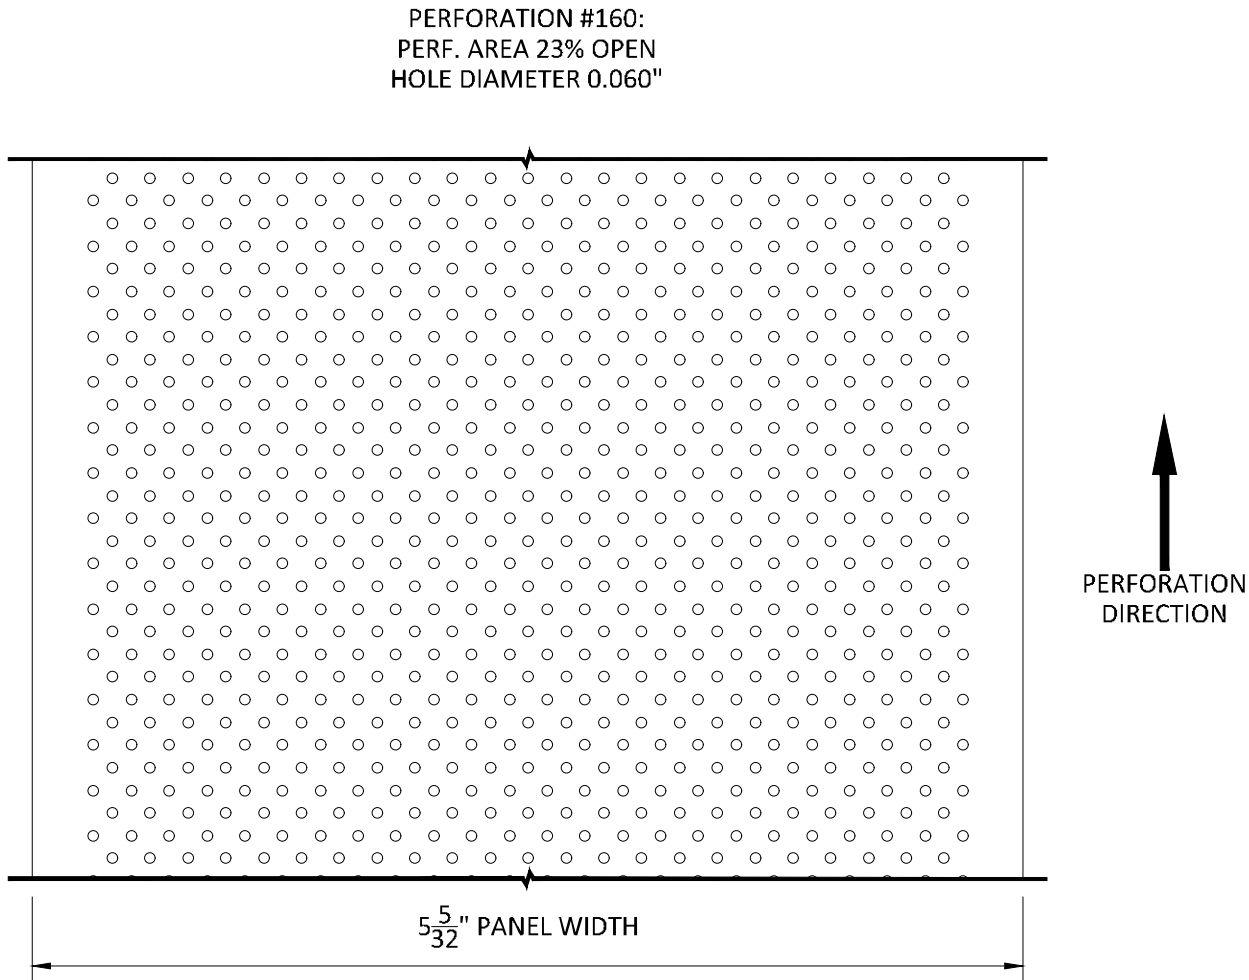 PERFORATION #160:
PERF. AREA 23% OPEN
HOLE DIAMETER 0.060"
PERFORATION
DIRECTION
5 5/32" PANEL WIDTH